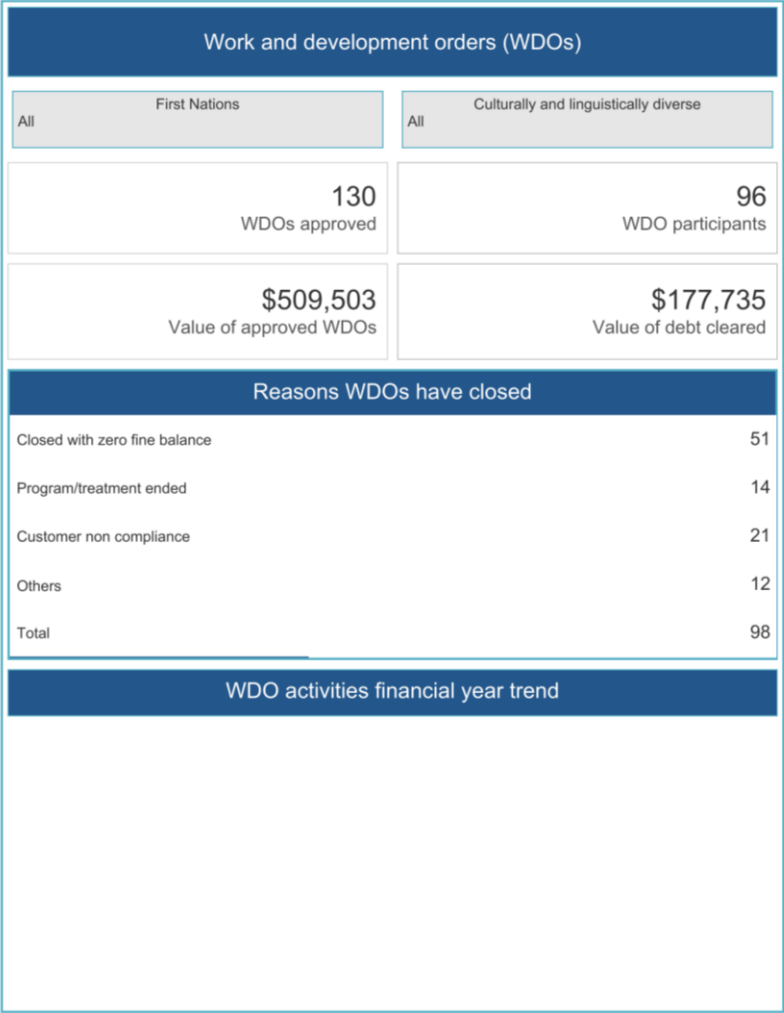 Work and development orders (WDOs)
First Nations
All
Culturally and linguistically diverse
All
130
WDOs approved
96
WDO participants
$509,503
Value of approved WDOs
$177,735
Value of debt cleared
Reasons WDOs have closed
Closed with zero fine balance 51
Program/treatment ended 14
Customer non compliance 21
Others 12
Total 98
WDO activities financial year trend